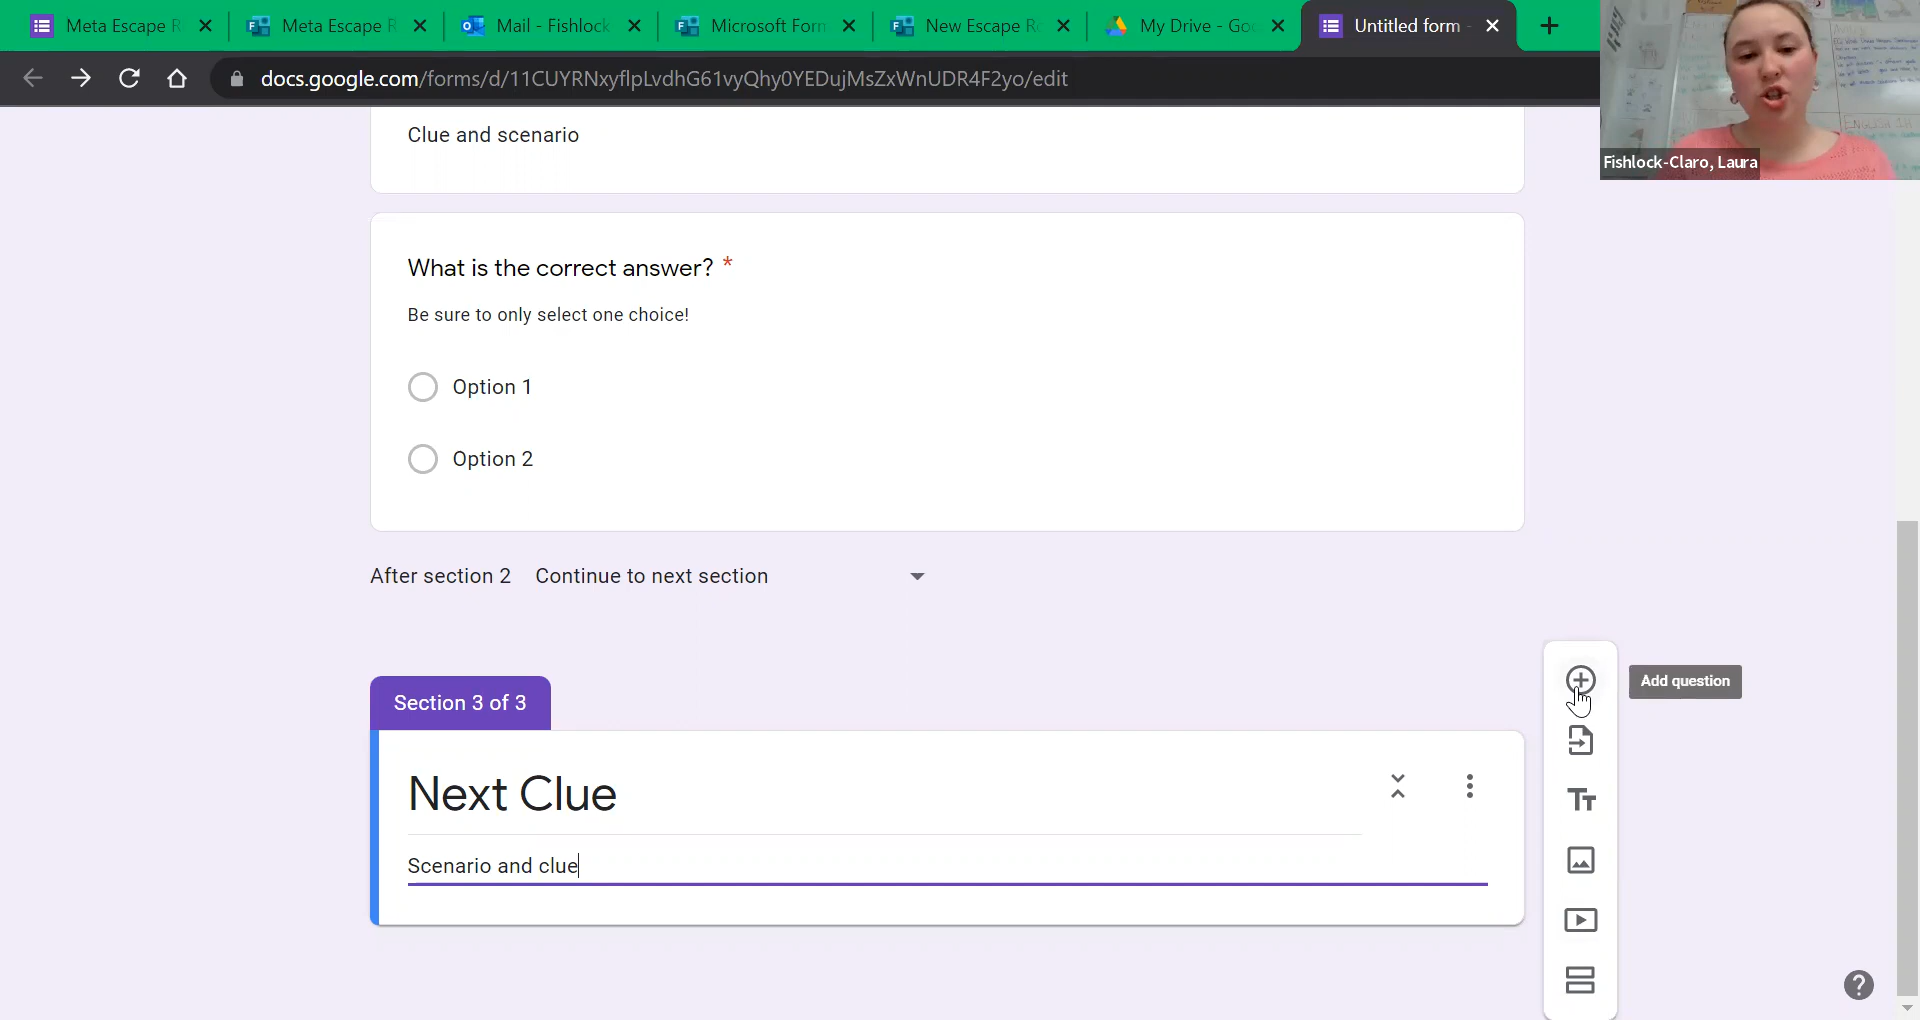 Meta Escape R
Meta Escape R
Mail - Fishlock
Microsoft Form
New Escape Ro
My Drive - Goo
Untitled form -
docs.google.com/forms/d/11CUYRNxyflpLvdhG61vyQhy0YEDujMsZxWnUDR4F2yo/edit
Fishlock-Claro, Laura
Clue and scenario
What is the correct answer? *
Be sure to only select one choice!
Option 1
Option 2
After section 2 Continue to next section
Add question
Section 3 of 3
Next Clue
Scenario and clue